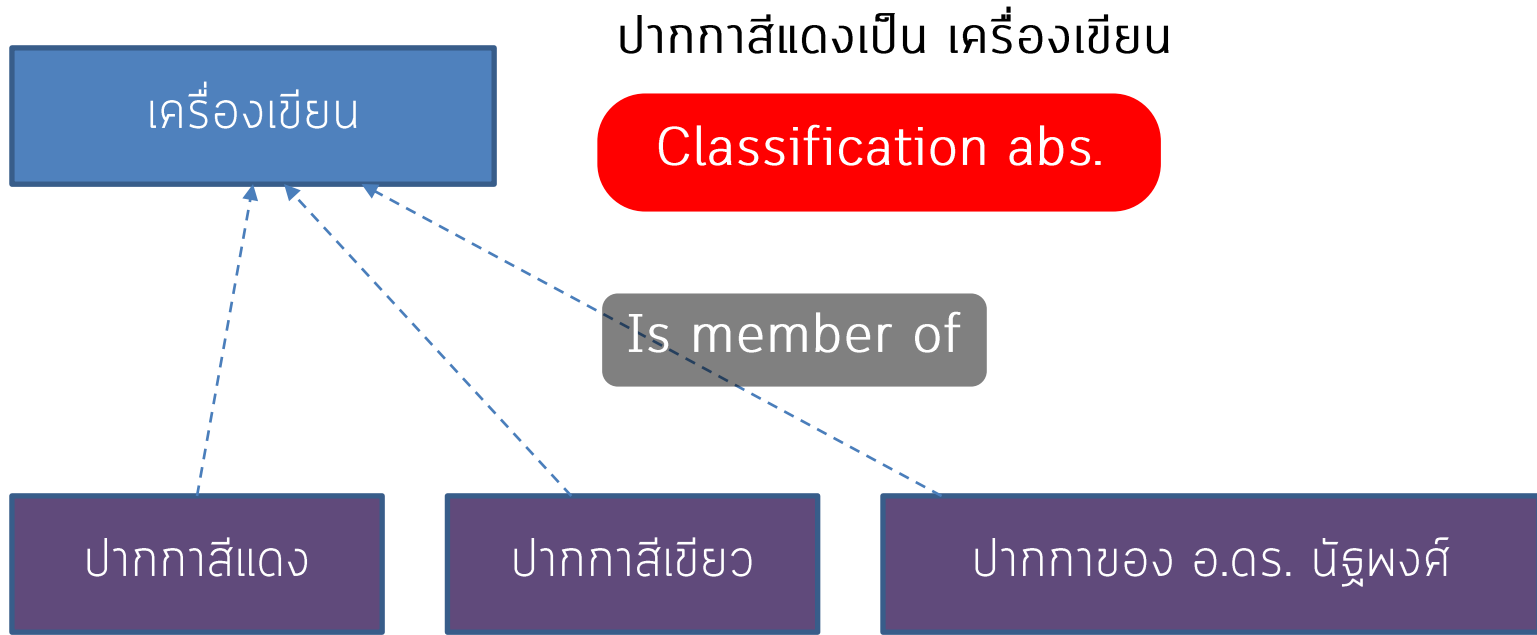 ปากกาสีแดงเป็น เครื่องเขียน
เครื่องเขียน
Classification abs.
Is member of
ปากกาสีแดง
ปากกาสีเขียว
ปากกาของ อ.ดร. นัฐพงศ์